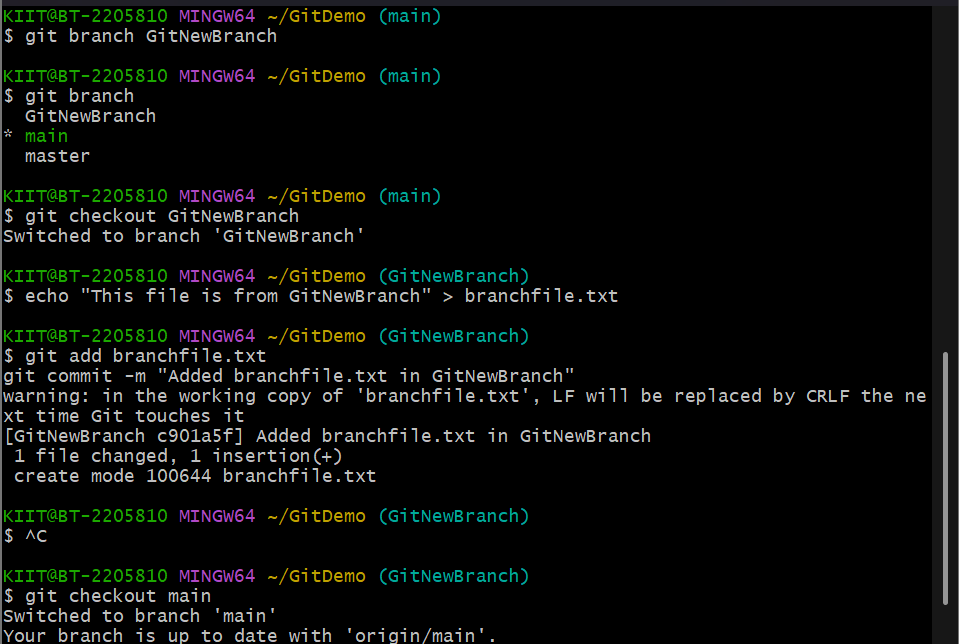 KIIT@BT-2205810 MINGW64 ~/GitDemo (main)
$ git branch GitNewBranch
KIIT@BT-2205810 MINGW64 ~/GitDemo (main)
$ git branch
  GitNewBranch
* main
  master
KIIT@BT-2205810 MINGW64 ~/GitDemo (main)
$ git checkout GitNewBranch
Switched to branch 'GitNewBranch'
KIIT@BT-2205810 MINGW64 ~/GitDemo (GitNewBranch)
$ echo "This file is from GitNewBranch" > branchfile.txt
KIIT@BT-2205810 MINGW64 ~/GitDemo (GitNewBranch)
$ git add branchfile.txt
git commit -m "Added branchfile.txt in GitNewBranch"
warning: in the working copy of 'branchfile.txt', LF will be replaced by CRLF the ne
xt time Git touches it
[GitNewBranch c901a5f] Added branchfile.txt in GitNewBranch
 1 file changed, 1 insertion(+)
 create mode 100644 branchfile.txt
KIIT@BT-2205810 MINGW64 ~/GitDemo (GitNewBranch)
$ ^C
KIIT@BT-2205810 MINGW64 ~/GitDemo (GitNewBranch)
$ git checkout main
Switched to branch 'main'
Your branch is up to date with 'origin/main'.